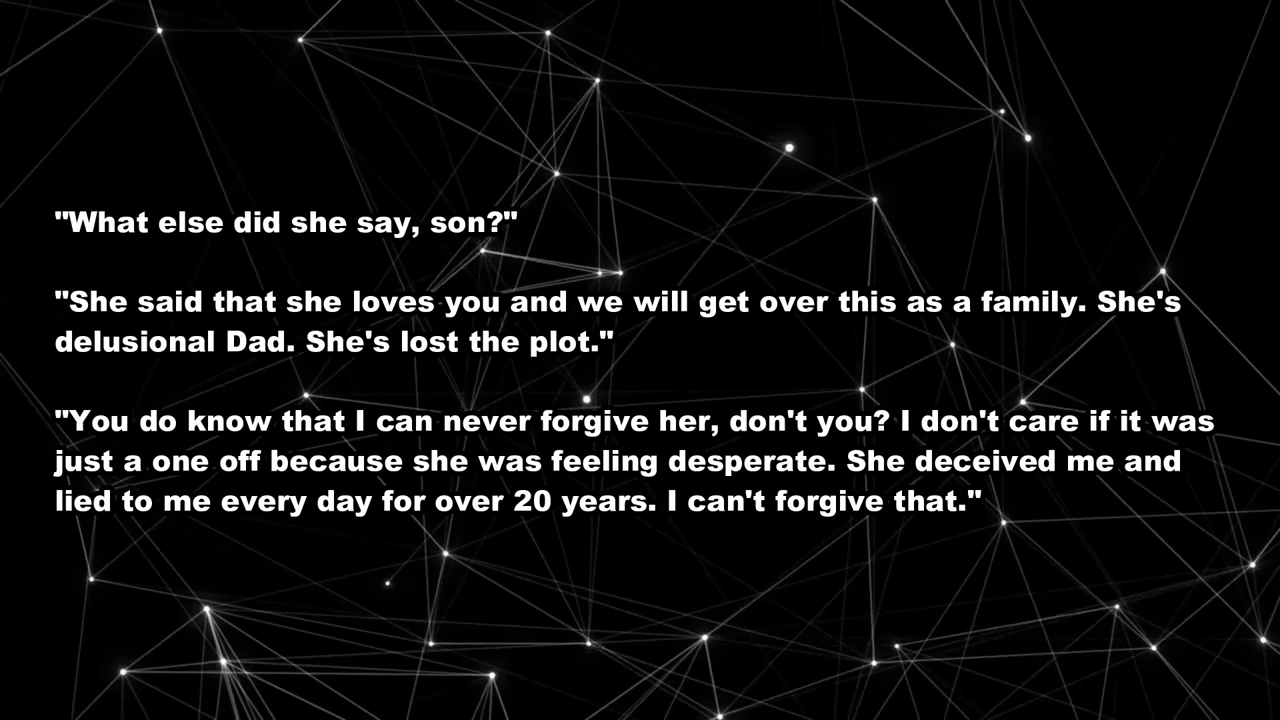 "What else did she say, son?"
"She said that she loves you and we will get over this as a family. She's
delusional Dad. She's lost the plot."
"You do know that I can never forgive her, don't you? I don't care if it was
just a one off because she was feeling desperate. She deceived me and
lied to me every day for over 20 years. I can't forgive that."